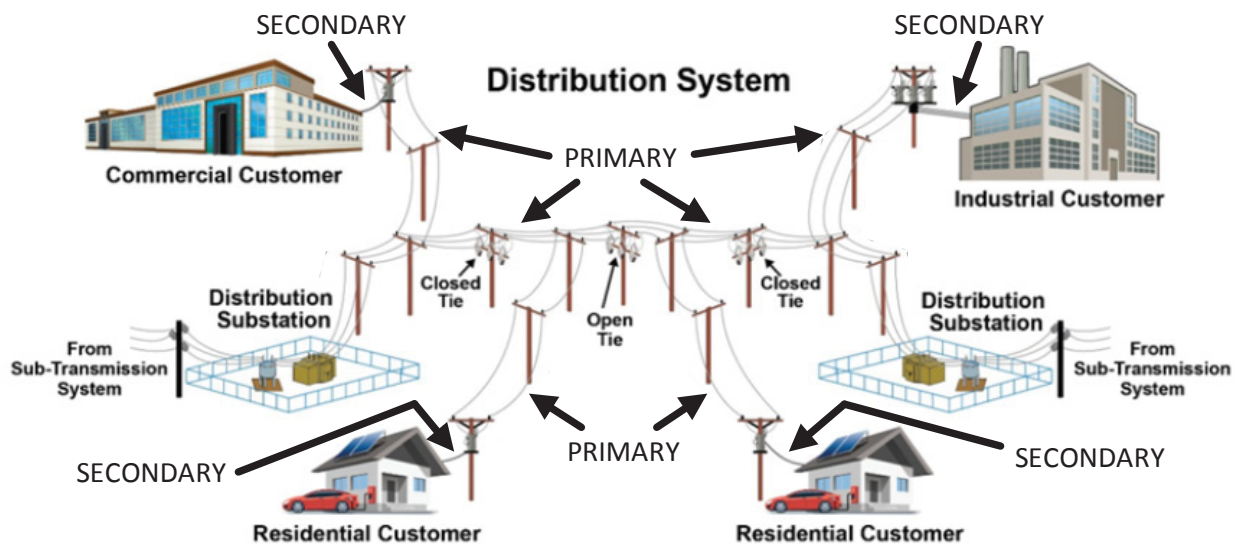 SECONDARY
SECONDARY
Distribution System
Commercial Customer
PRIMARY
Industrial Customer
Closed
Tie
Open
Tie
Closed
Tie
Distribution
Substation
Distribution
Substation
From
Sub-Transmission
System
From
Sub-Transmission
System
SECONDARY
PRIMARY
SECONDARY
Residential Customer
Residential Customer